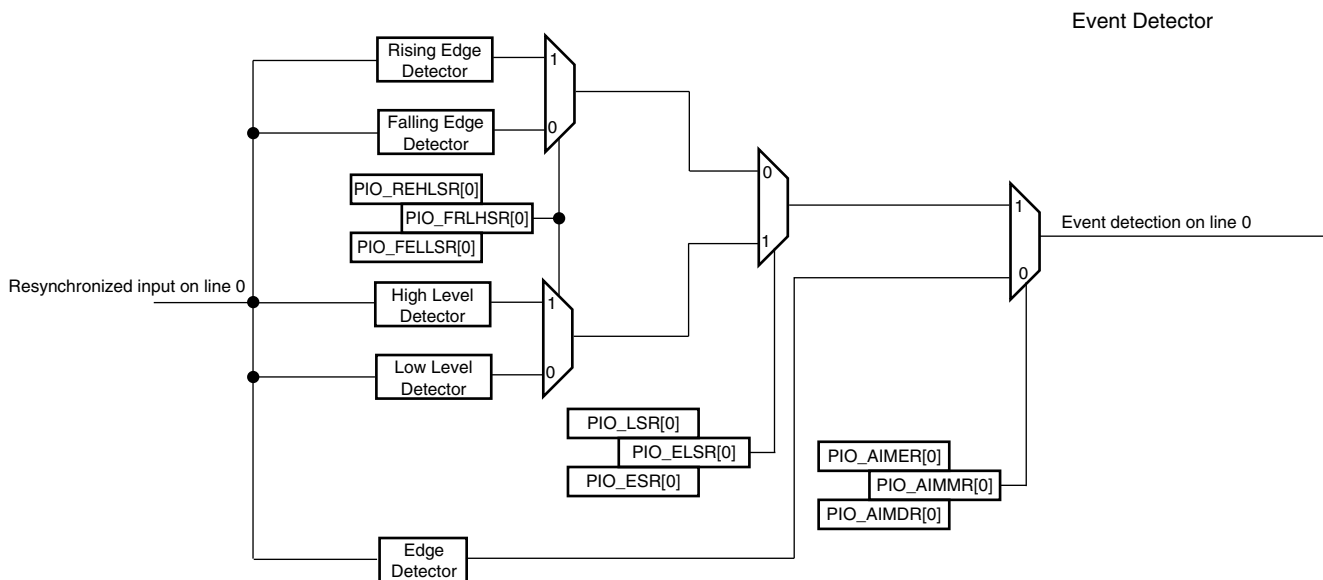 Event Detector
Rising Edge
Detector
1
Falling Edge
Detector
0
0
PIO_REHLSR[0]
PIO_FRLHSR[0]
PIO_FELLSR[0]
1
1
Event detection on line 0
0
Resynchronized input on line 0
High Level
Detector
1
Low Level
Detector
0
PIO_LSR[0]
PIO_ELSR[0]
PIO_ESR[0]
PIO_AIMER[0]
PIO_AIMMR[0]
PIO_AIMDR[0]
Edge
Detector